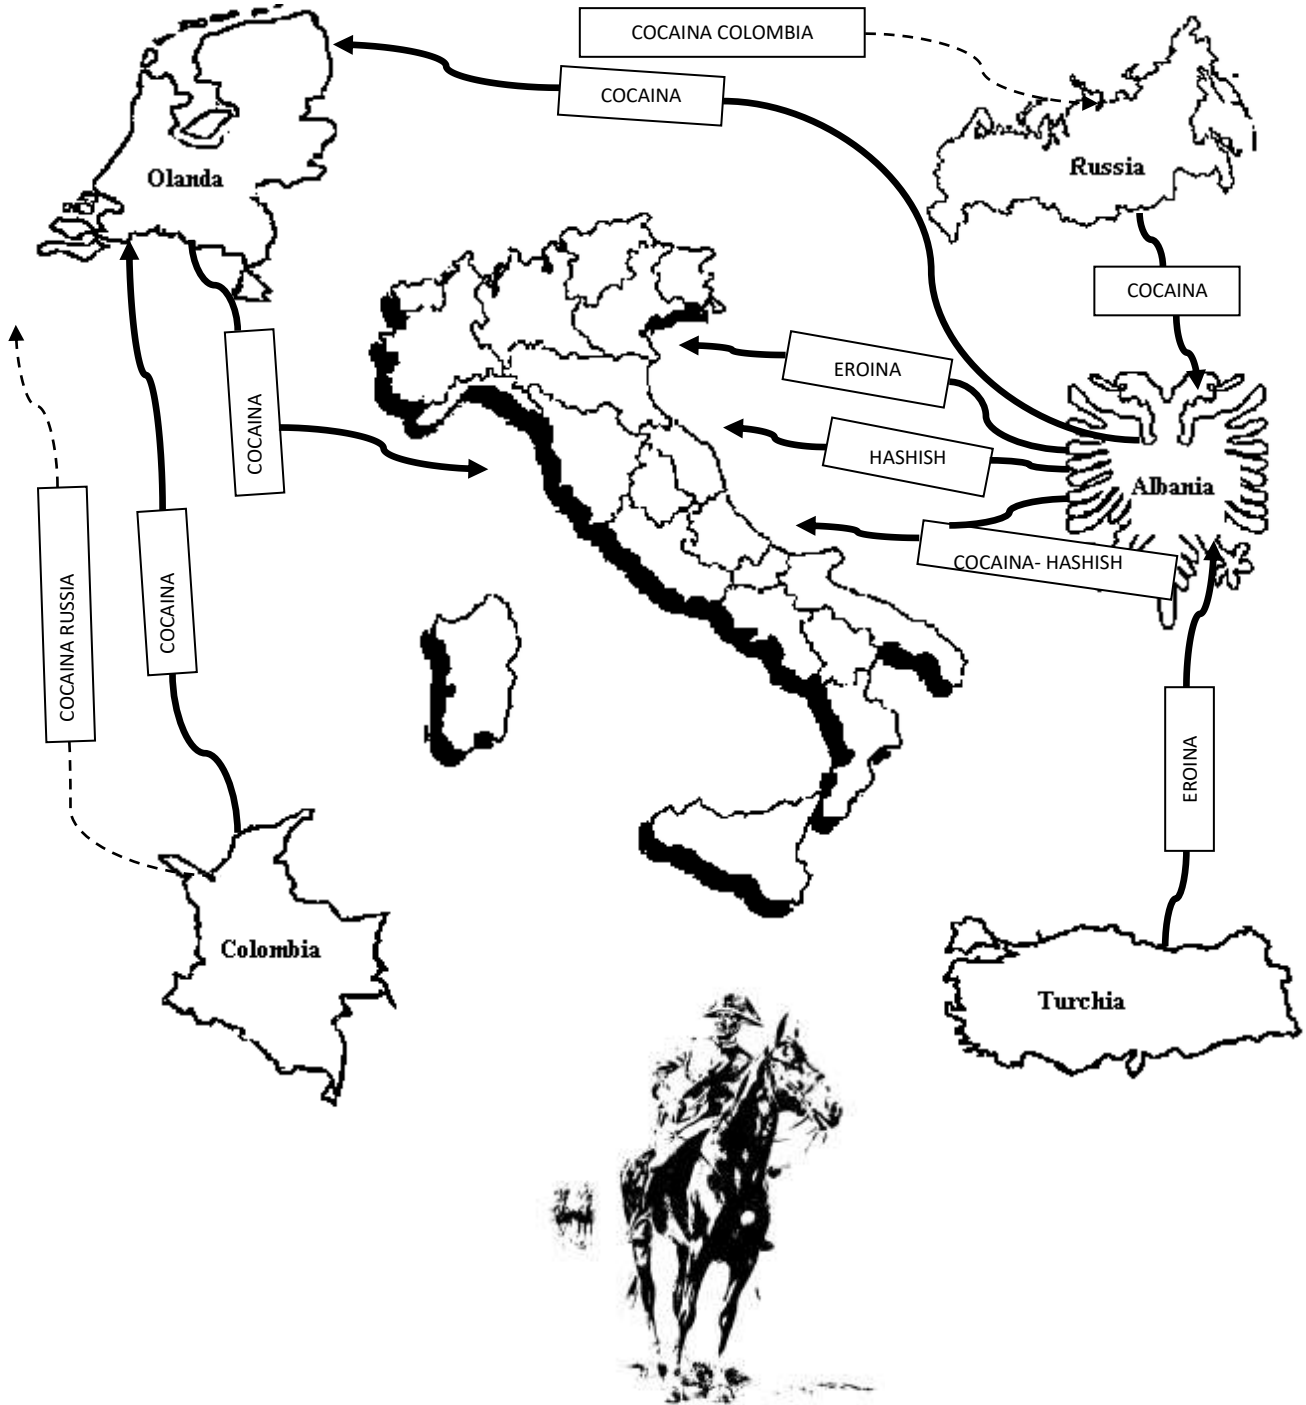 COCAINA COLOMBIA
COCAINA
Olanda
Russia
COCAINA
EROINA
COCAINA
HASHISH
Albania
COCAINA- HASHISH
COCAINA RUSSIA
COCAINA
EROINA
Colombia
Turchia